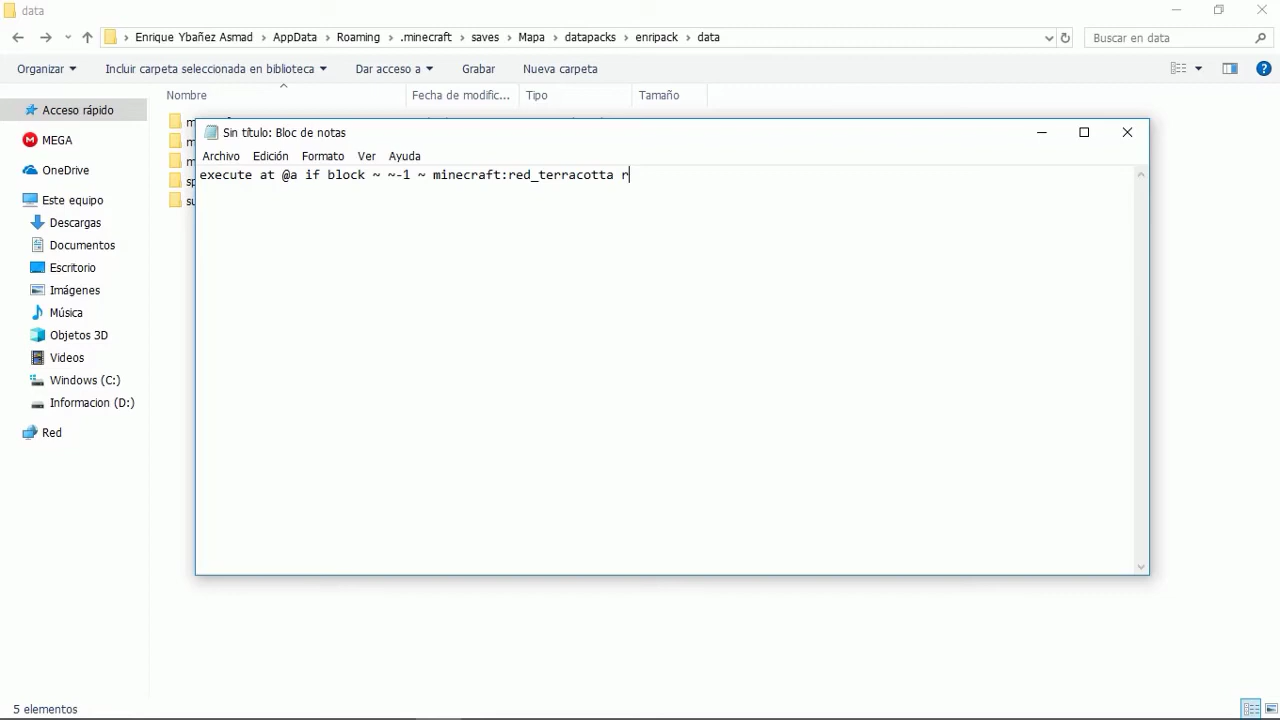 data
Enrique Ybañez Asmad > AppData > Roaming > .minecraft > saves > Mapa > datapacks > enripack > data
Buscar en data
Organizar
Incluir carpeta seleccionada en biblioteca
Dar acceso a
Grabar
Nueva carpeta
Nombre
Fecha de modific...
Tipo
Tamaño
Acceso rápido
MEGA
OneDrive
Este equipo
Descargas
Documentos
Escritorio
Imágenes
Música
Objetos 3D
Videos
Windows (C:)
Informacion (D:)
Red
Sin título: Bloc de notas
Archivo Edición Formato Ver Ayuda
execute at @a if block ~ ~-1 ~ minecraft:red_terracotta r
5 elementos